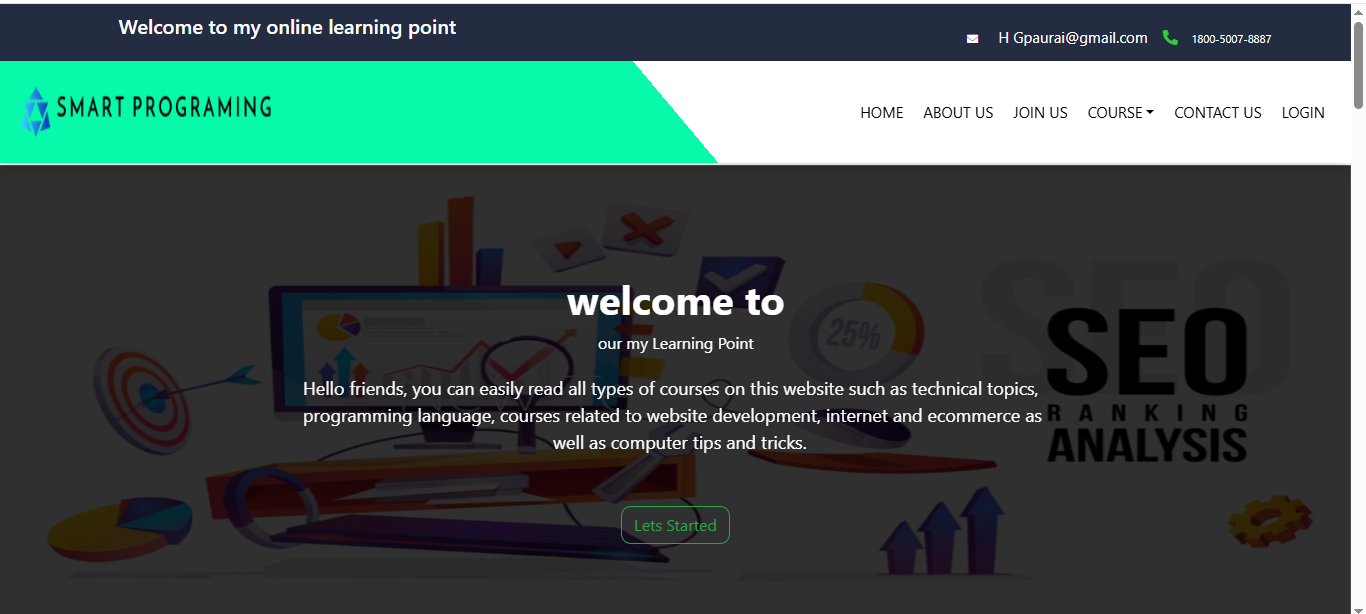 Welcome to my online learning point
H Gpaurai@gmail.com 1800-5007-8887
SMART PROGRAMING
HOME ABOUT US JOIN US COURSE CONTACT US LOGIN
welcome to
our my Learning Point
Hello friends, you can easily read all types of courses on this website such as technical topics,
programming language, courses related to website development, internet and ecommerce as
well as computer tips and tricks.
Lets Started
25%
SEO
SEO
RANKING
ANALYSIS